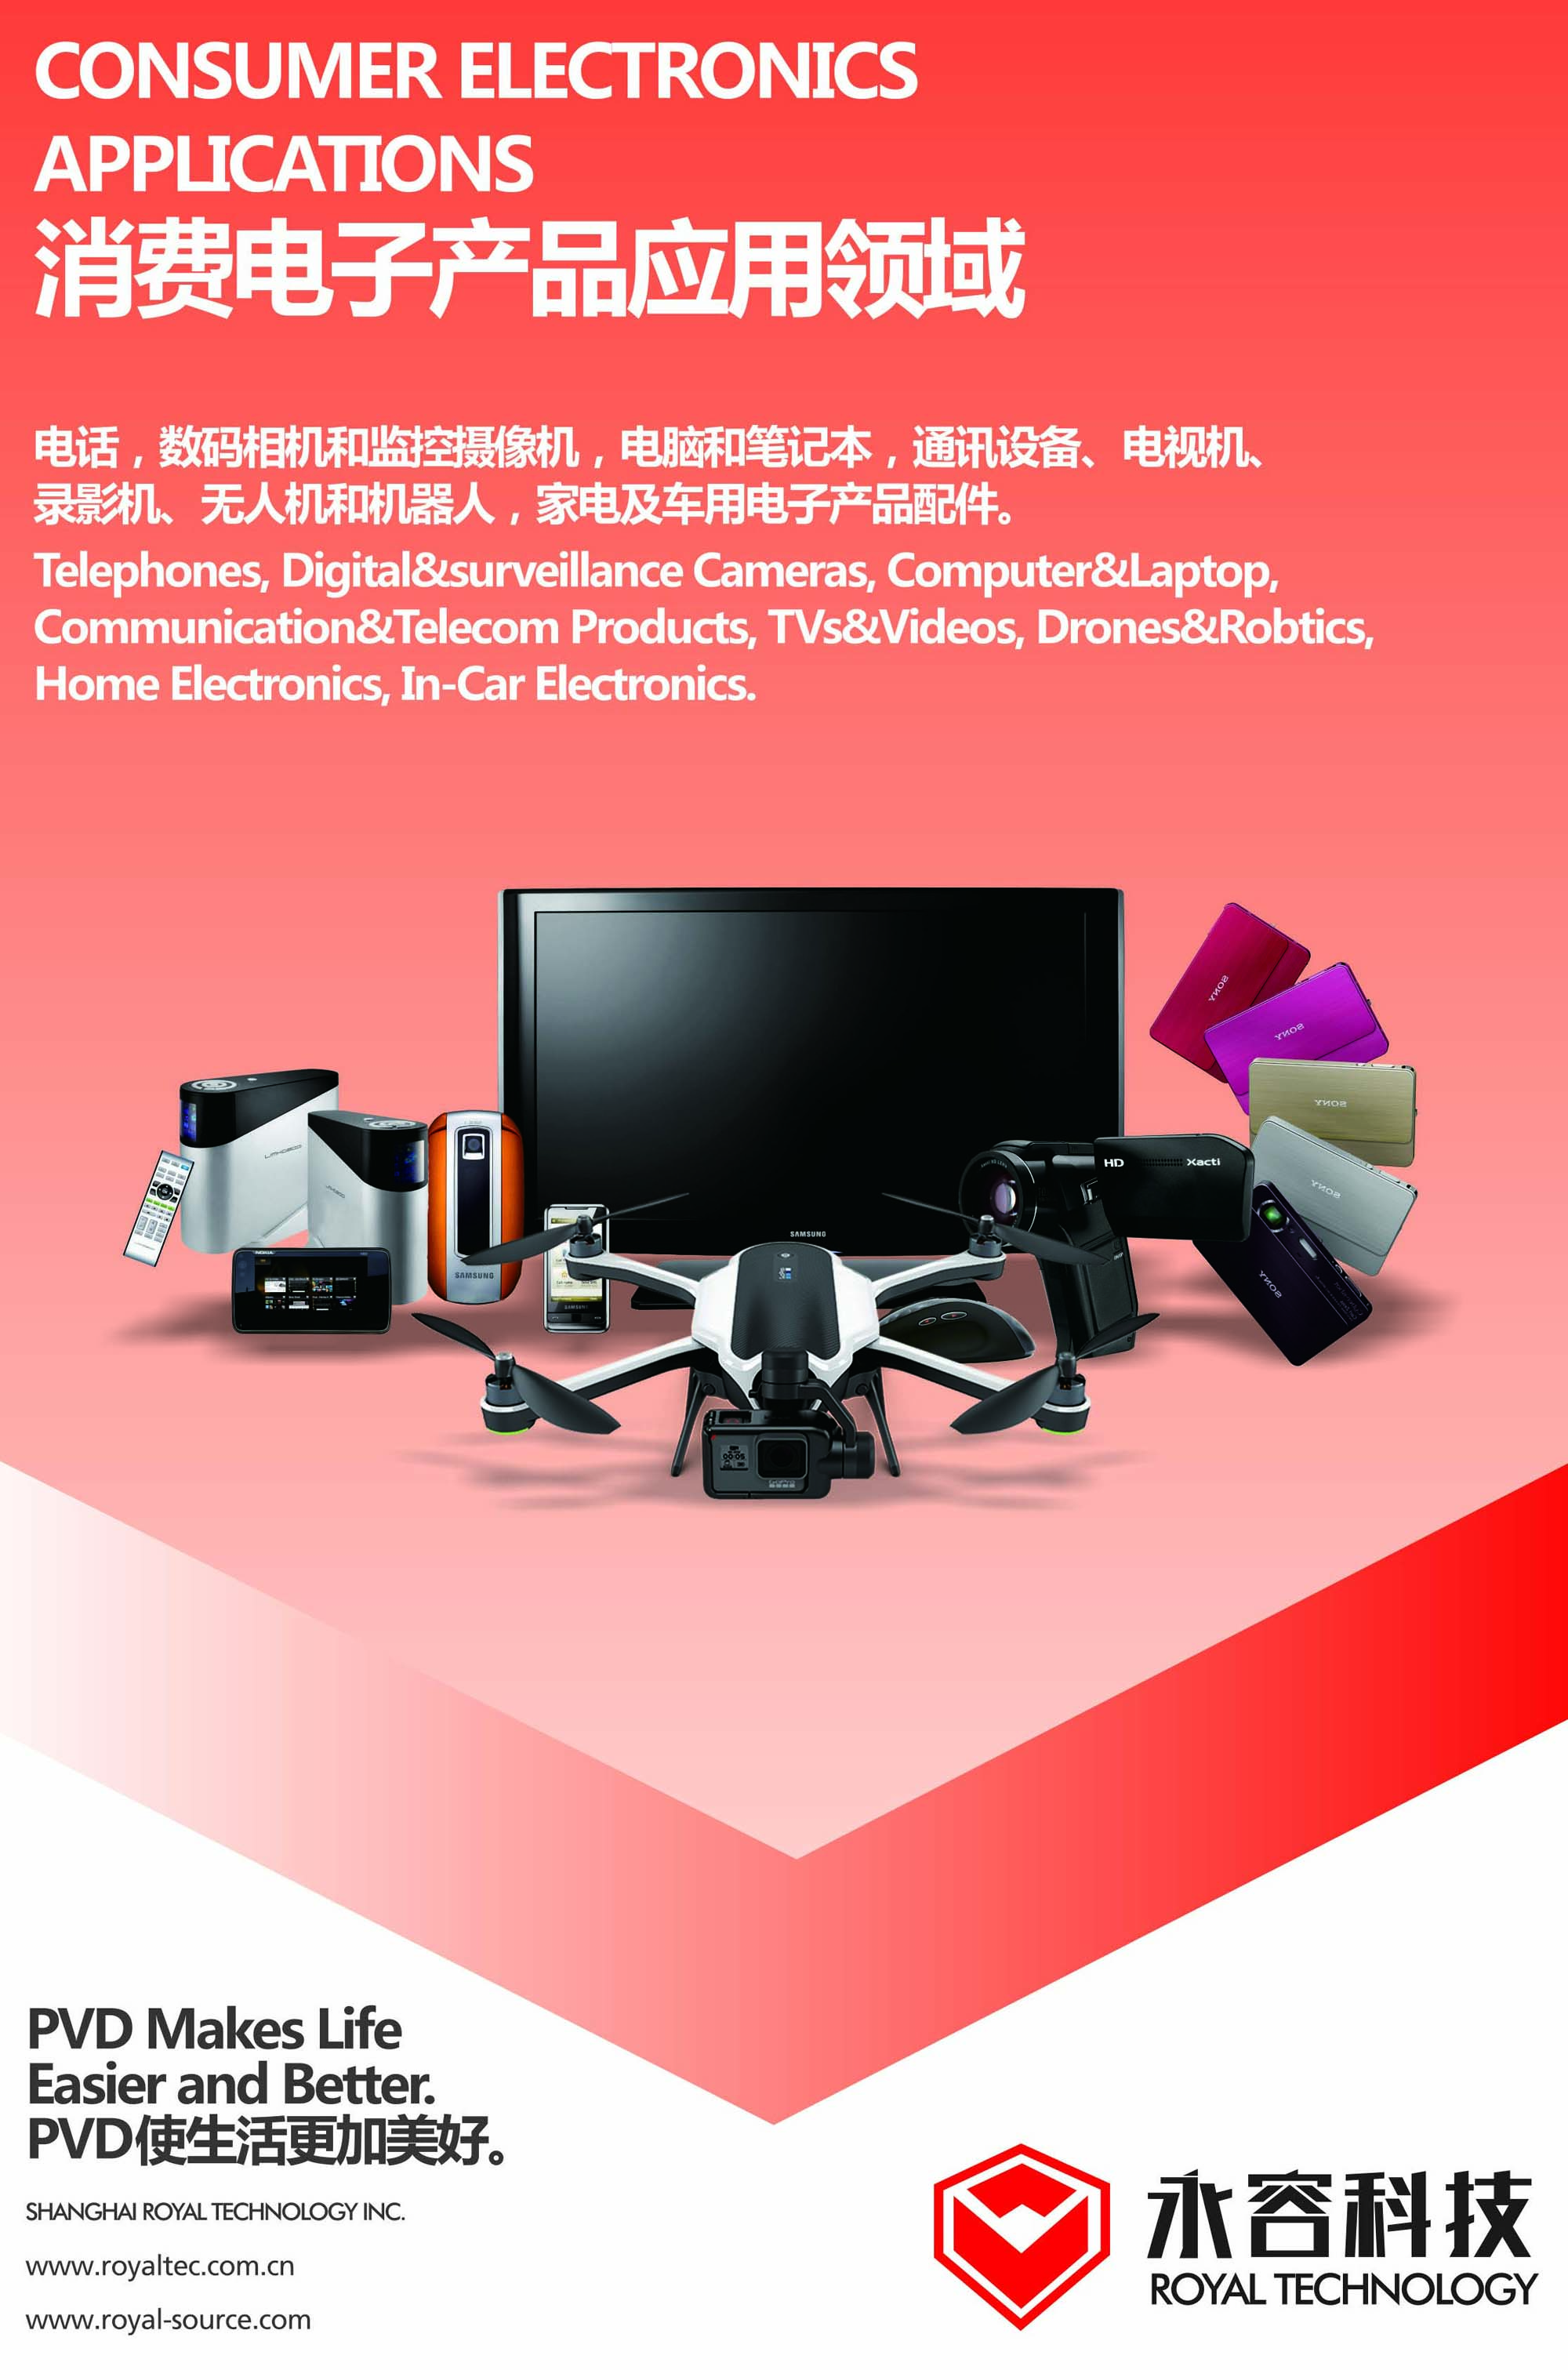 CONSUMER ELECTRONICS
APPLICATIONS
消费电子产品应用领域
电话，数码相机和监控摄像机，电脑和笔记本，通讯设备、电视机、
录影机、无人机和机器人，家电及车用电子产品配件。
Telephones, Digital&surveillance Cameras, Computer&Laptop,
Communication&Telecom Products, TVs&Videos, Drones&Robtics,
Home Electronics, In-Car Electronics.
SONY
SONY
SONY
SONY
SONY
HD Xacti
SAMSUNG
NOKIA
SAMSUNG
SAMSUNG
PVD Makes Life
Easier and Better.
PVD使生活更加美好。
SHANGHAI ROYAL TECHNOLOGY INC.
www.royaltec.com.cn
www.royal-source.com
永容科技
ROYAL TECHNOLOGY